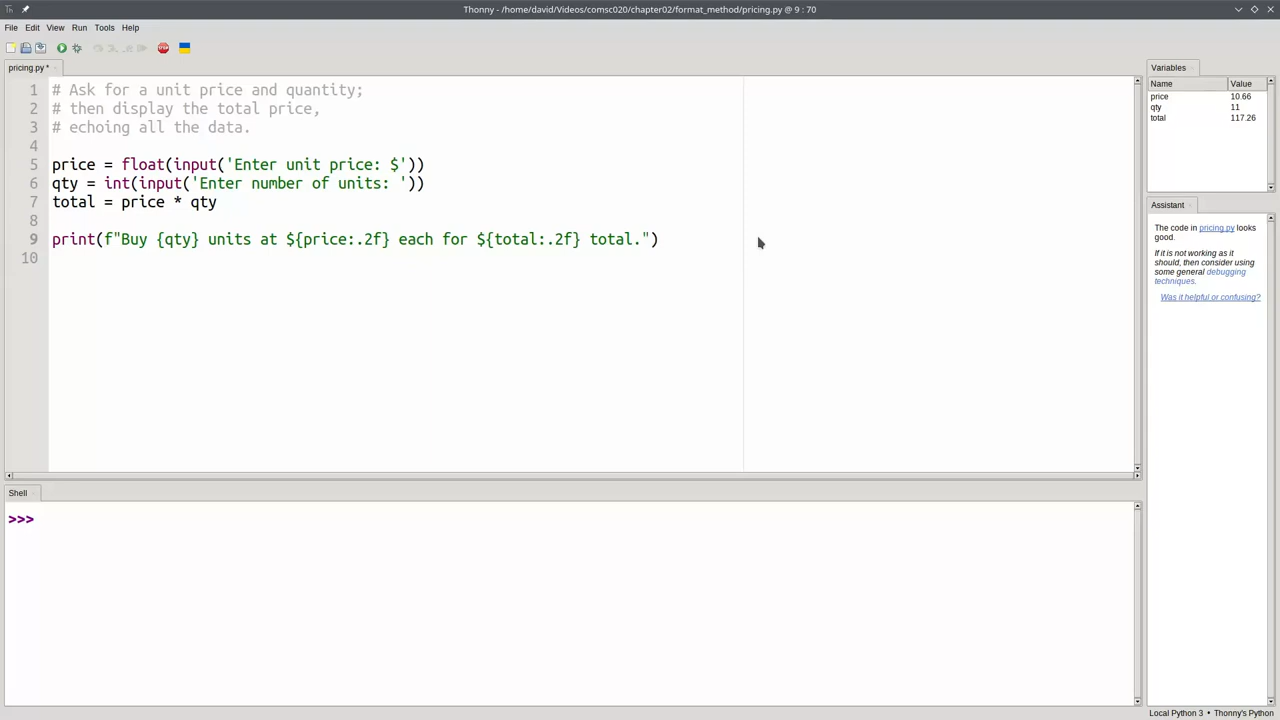 Thonny - /home/david/Videos/comsc020/chapter02/format_method/pricing.py @ 9 : 70
File Edit View Run Tools Help
STOP
pricing.py *
1 # Ask for a unit price and quantity;
2 # then display the total price,
3 # echoing all the data.
4
5 price = float(input('Enter unit price: $'))
6 qty = int(input('Enter number of units: '))
7 total = price * qty
8
9 print(f"Buy {qty} units at ${price:.2f} each for ${total:.2f} total.")
10
Shell
>>>
Variables
Name Value
price 10.66
qty 11
total 117.26
Assistant
The code in pricing.py looks
good.
If it is not working as it
should, then consider using
some general debugging
techniques.
Was it helpful or confusing?
Local Python 3 • Thonny's Python